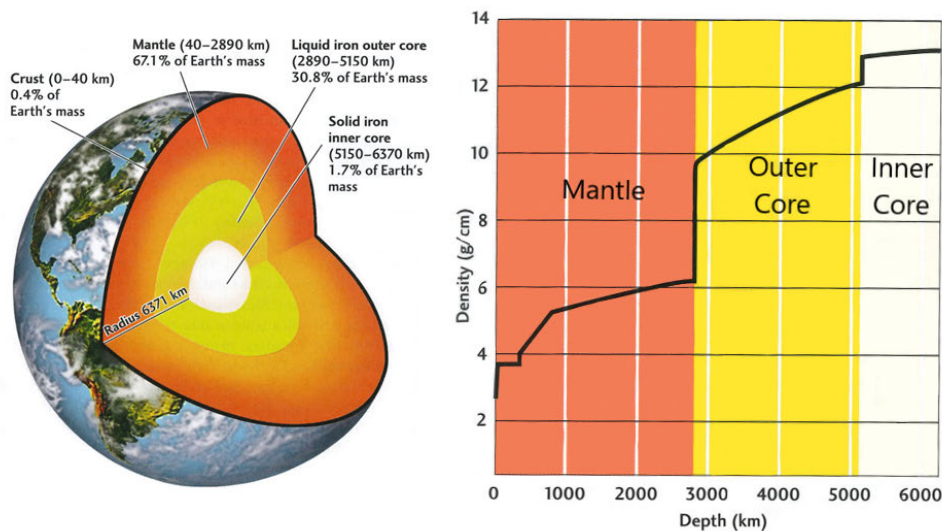 Mantle (40–2890 km)
67.1% of Earth's mass
Liquid iron outer core
(2890–5150 km)
30.8% of Earth's mass
Crust (0–40 km)
0.4% of
Earth's mass
Solid iron
inner core
(5150–6370 km)
1.7% of Earth's
mass
Radius 6371 km
14
12
10
8
6
4
2
Density (g/cm)
Mantle
Outer
Core
Inner
Core
0
1000
2000
3000
4000
5000
6000
Depth (km)